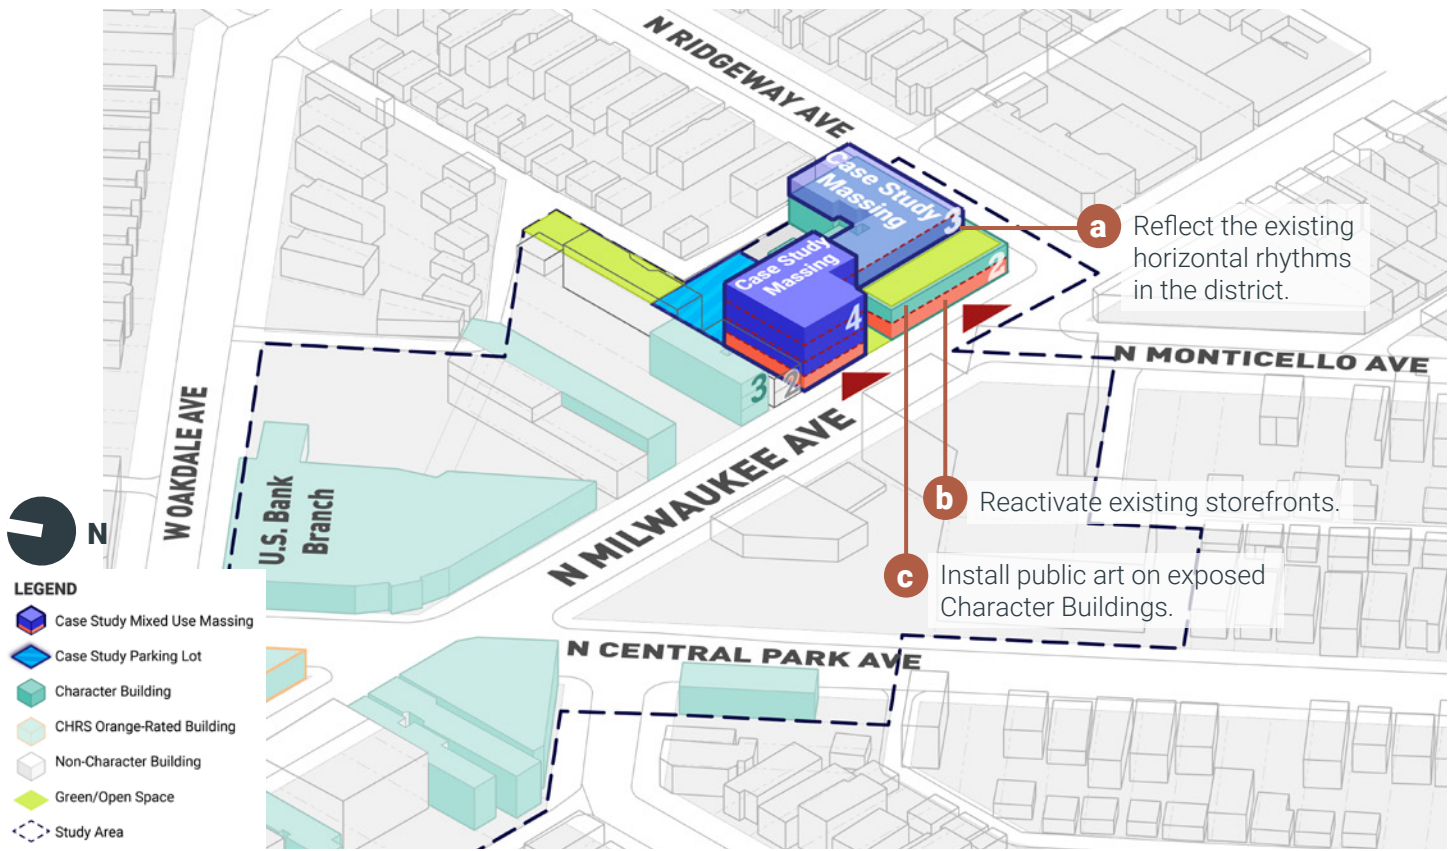 N RIDGEWAY AVE
Case Study
Massing
3
a
Reflect the existing
horizontal rhythms
in the district.
Case Study
Massing
2
4
N MONTICELLO AVE
3
2
W OAKDALE AVE
N MILWAUKEE AVE
U.S. Bank
Branch
b
Reactivate existing storefronts.
N
c
Install public art on exposed
Character Buildings.
N CENTRAL PARK AVE
LEGEND
Case Study Mixed Use Massing
Case Study Parking Lot
Character Building
CHRS Orange-Rated Building
Non-Character Building
Green/Open Space
Study Area